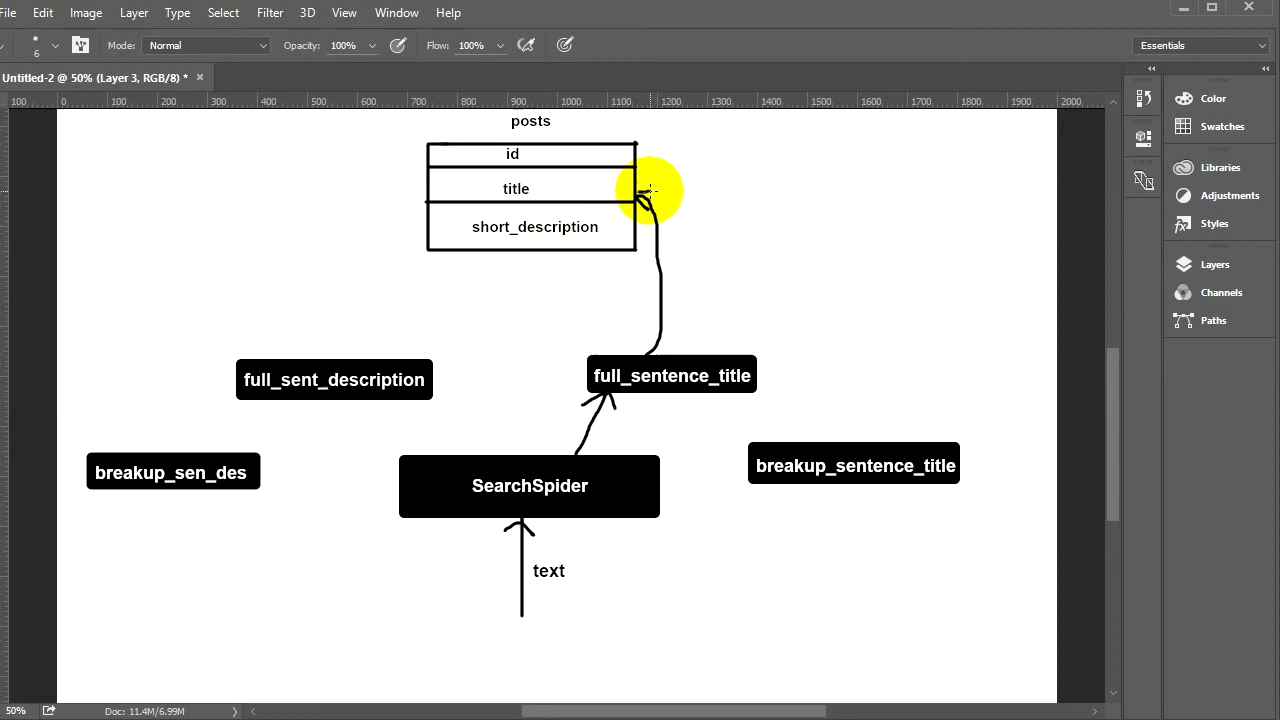 File Edit Image Layer Type Select Filter 3D View Window Help
6 Mode: Normal Opacity: 100% Flow: 100% Essentials
Untitled-2 @ 50% (Layer 3, RGB/8) * ×
100 0 100 200 300 400 500 600 700 800 900 1000 1100 1200 1300 1400 1500 1600 1700 1800 1900 2000
Color
Swatches
Libraries
Adjustments
Styles
Layers
Channels
Paths
posts
id
title
short_description
full_sent_description
full_sentence_title
breakup_sen_des
SearchSpider
breakup_sentence_title
text
50% Doc: 11.4M/6.99M